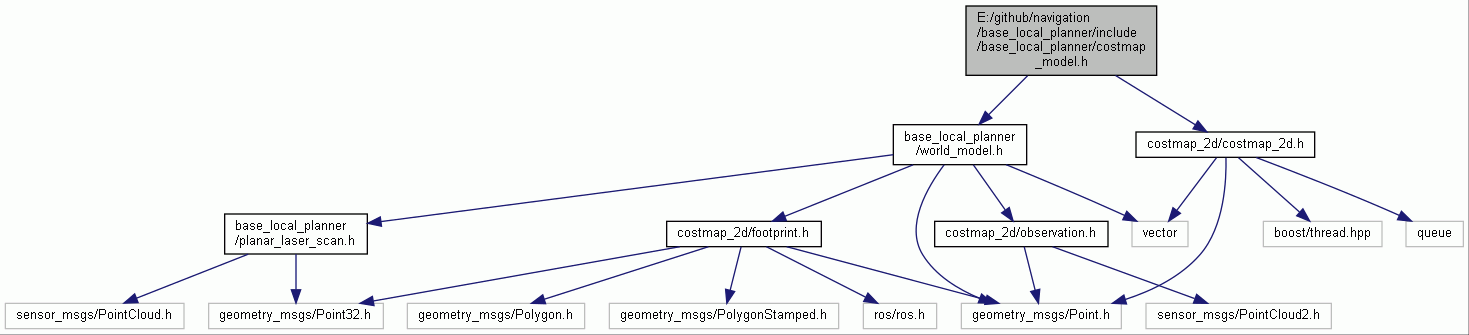 E:/github/navigation
/base_local_planner/include
/base_local_planner/costmap
_model.h
base_local_planner
/world_model.h
costmap_2d/costmap_2d.h
base_local_planner
/planar_laser_scan.h
costmap_2d/footprint.h
costmap_2d/observation.h
vector
boost/thread.hpp
queue
sensor_msgs/PointCloud.h
geometry_msgs/Point32.h
geometry_msgs/Polygon.h
geometry_msgs/PolygonStamped.h
ros/ros.h
geometry_msgs/Point.h
sensor_msgs/PointCloud2.h